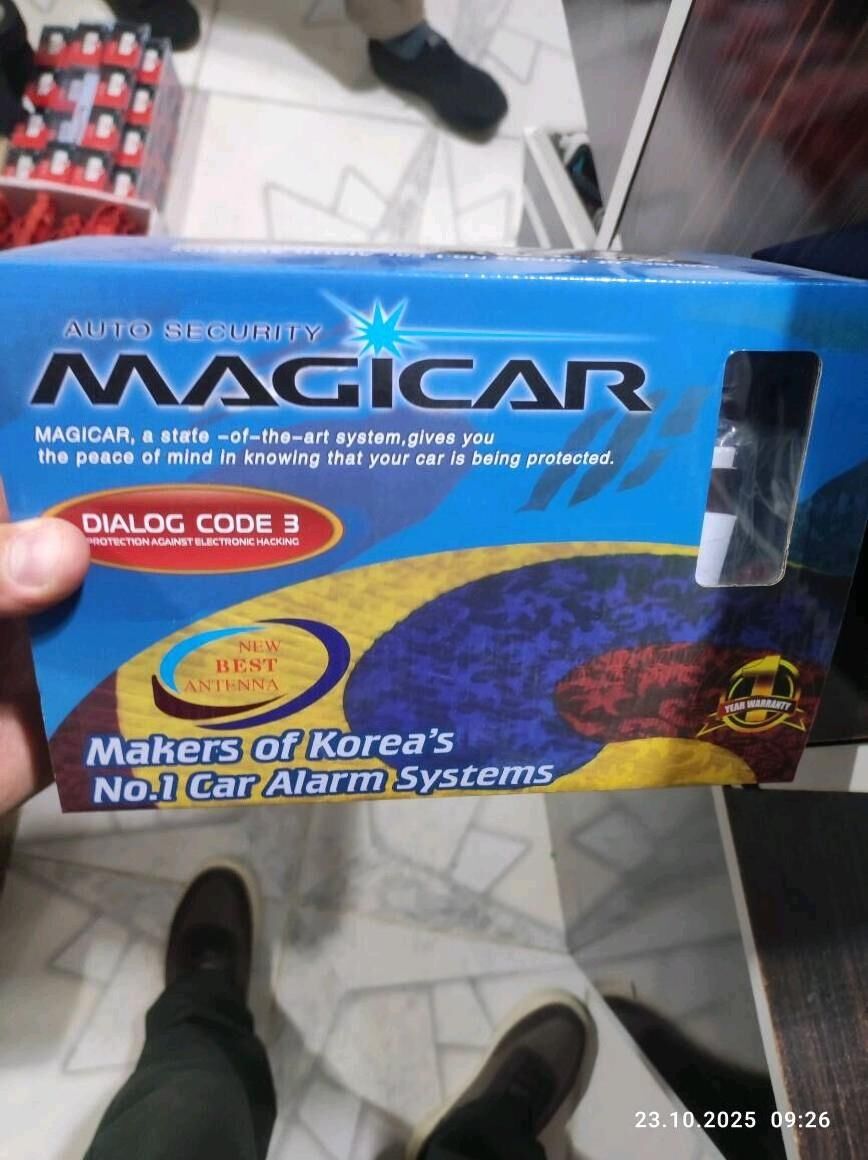 AUTO SECURITY
MAGICAR
MAGICAR, a state -of-the-art system,gives you
the peace of mind in knowing that your car is being protected.
DIALOG CODE 3
PROTECTION AGAINST ELECTRONIC HACKING
NEW
BEST
ANTENNA
1
YEAR WARRANTY
Makers of Korea's
No.1 Car Alarm Systems
23.10.2025 09:26